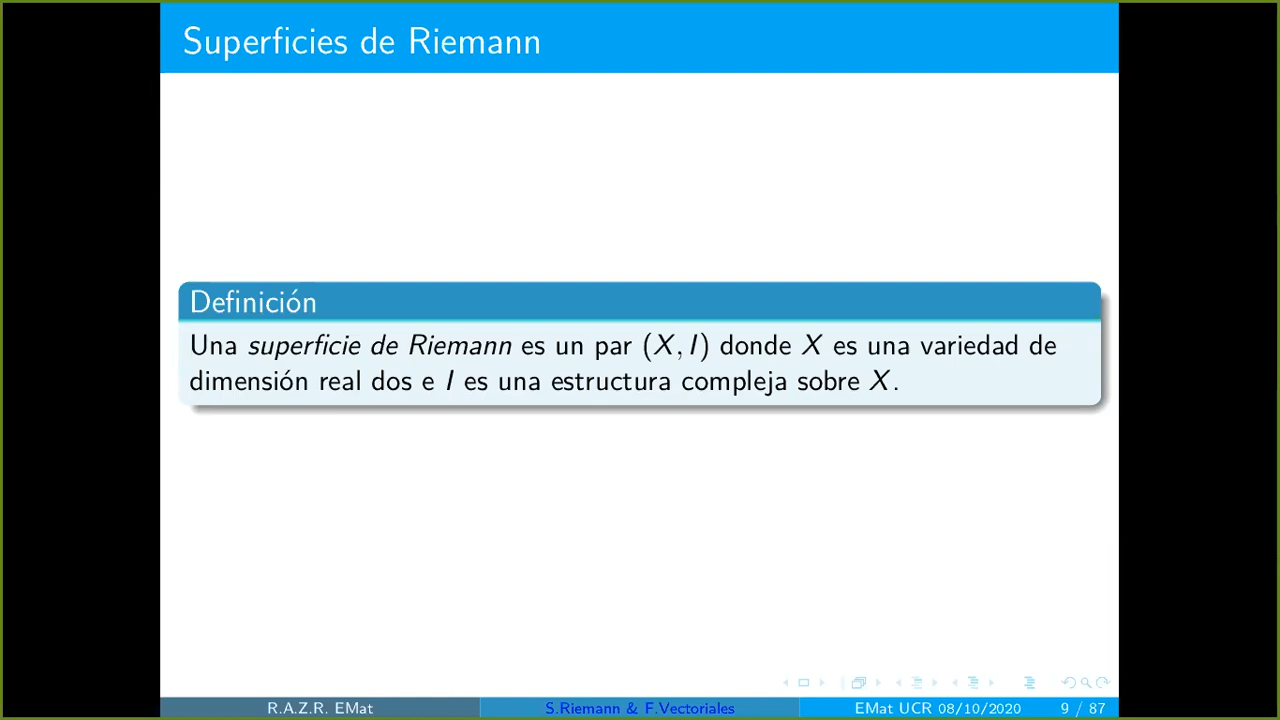 Superficies de Riemann
Definición
Una superficie de Riemann es un par (X, I) donde X es una variedad de
dimensión real dos e I es una estructura compleja sobre X.
R.A.Z.R. EMat
S.Riemann & F.Vectoriales
EMat UCR 08/10/2020
9 / 87